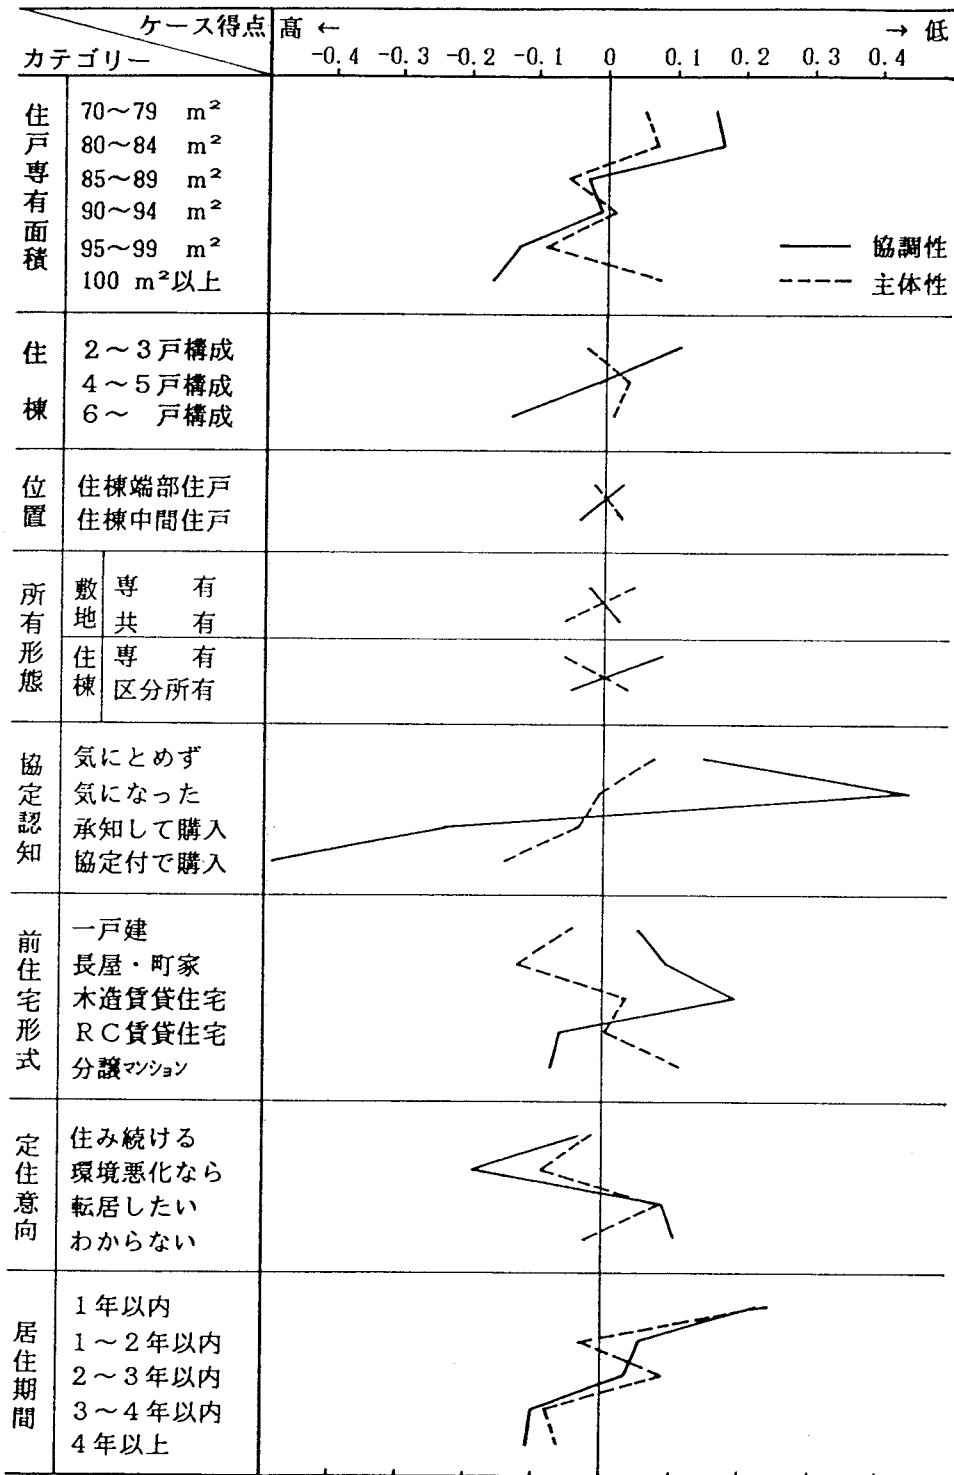 ケース得点 高 ← → 低
カテゴリー -0.4 -0.3 -0.2 -0.1 0 0.1 0.2 0.3 0.4
住戸専有面積
70〜79 m²
80〜84 m²
85〜89 m²
90〜94 m²
95〜99 m²
100 m²以上
協調性
主体性
住棟
2〜3戸構成
4〜5戸構成
6〜 戸構成
位置
住棟端部住戸
住棟中間住戸
所有形態
敷地
専 有
共 有
住棟
専 有
区分所有
協定認知
気にとめず
気になった
承知して購入
協定付で購入
前住宅形式
一戸建
長屋・町家
木造賃貸住宅
RC賃貸住宅
分譲マンション
定住意向
住み続ける
環境悪化なら
転居したい
わからない
居住期間
1年以内
1〜2年以内
2〜3年以内
3〜4年以内
4年以上